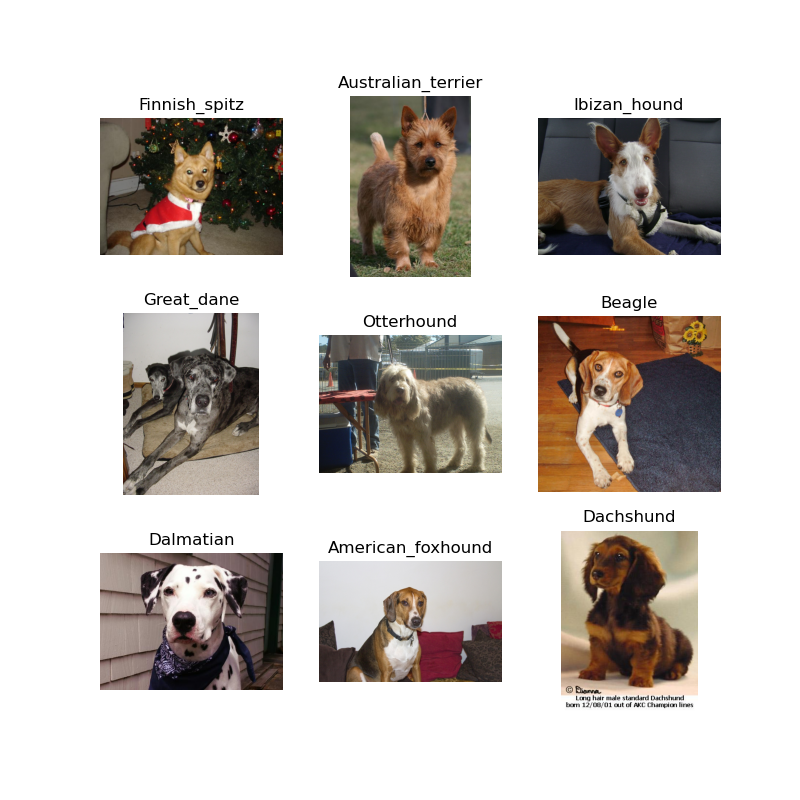 Finnish_spitz
Australian_terrier
Ibizan_hound
Great_dane
Otterhound
Beagle
Dalmatian
American_foxhound
Dachshund
© Dianna
Long hair male standard Dachshund
born 12/08/01 out of AKC Champion lines